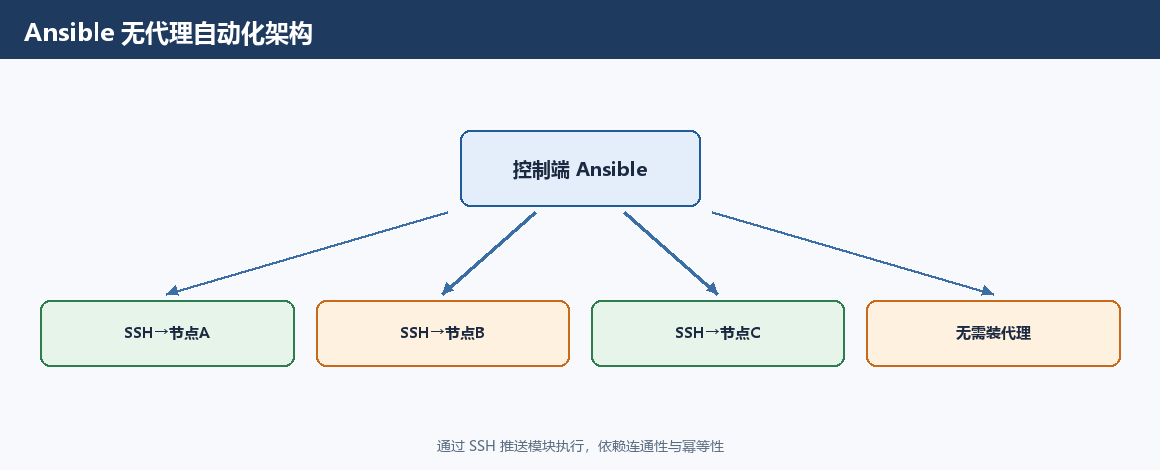 Ansible 无代理自动化架构
控制端 Ansible
SSH→节点A
SSH→节点B
SSH→节点C
无需装代理
通过 SSH 推送模块执行，依赖连通性与幂等性